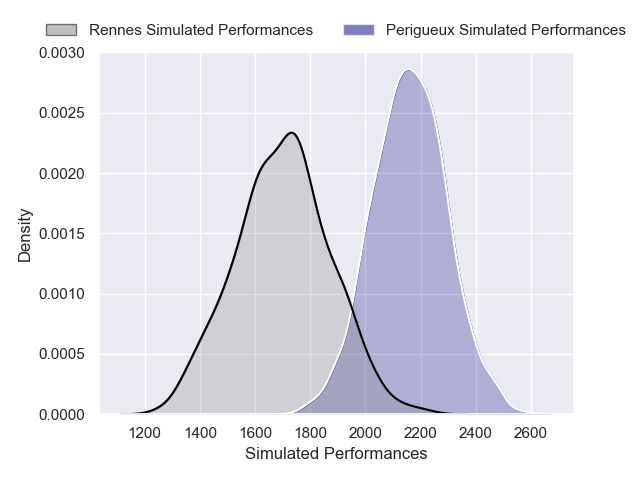 Rennes Simulated Performances
Perigueux Simulated Performances
0.0030
0.0025
0.0020
0.0015
0.0010
0.0005
0.0000
Density
1200 1400 1600 1800 2000 2200 2400 2600
Simulated Performances